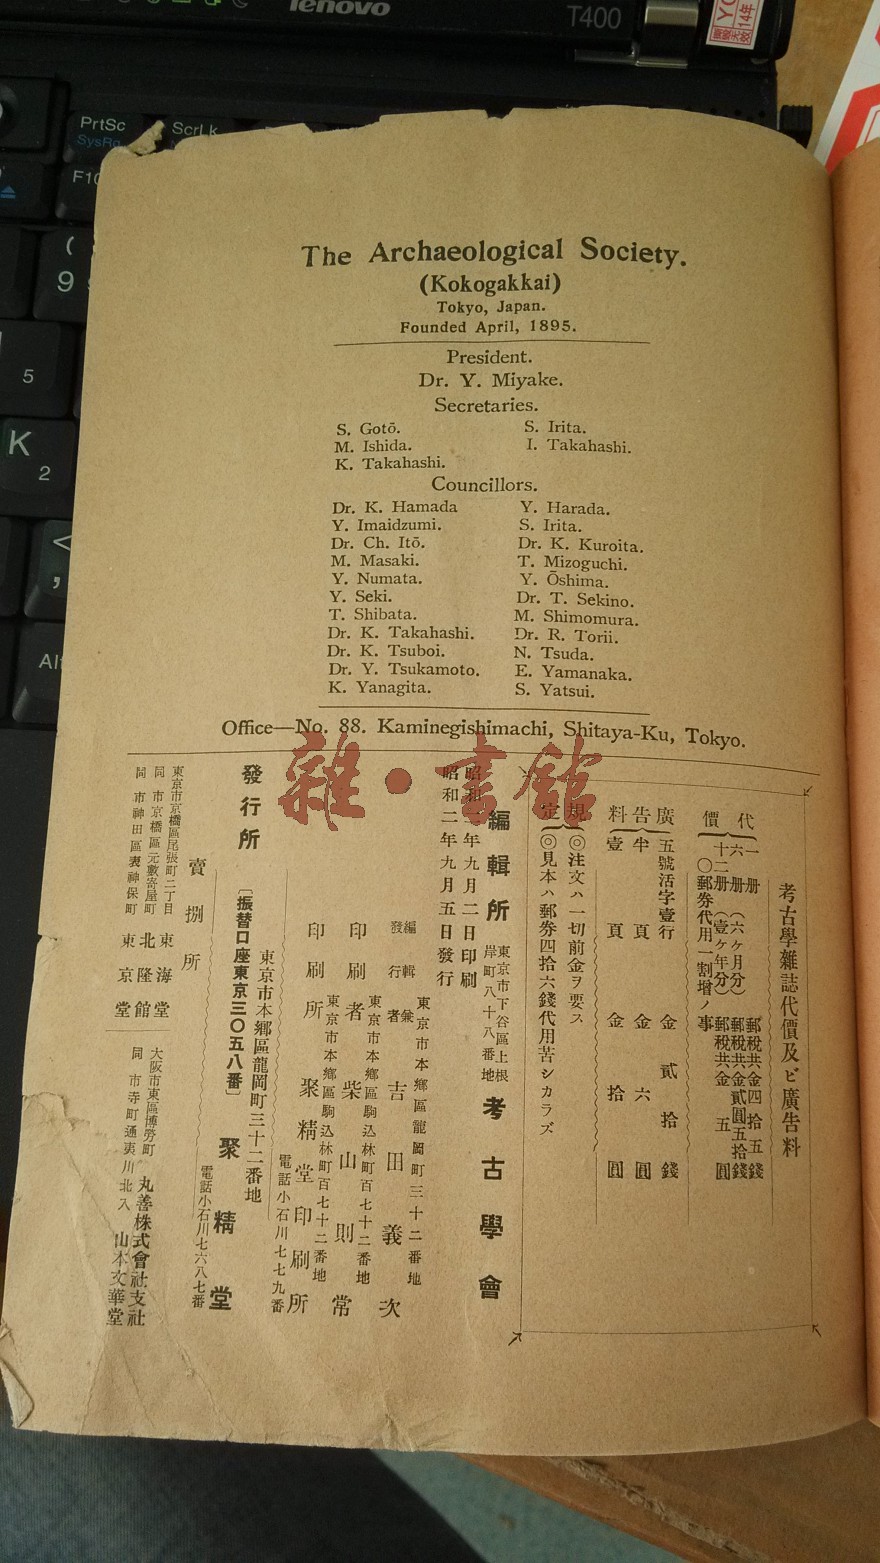 lenovo
T400
PrtSc
SysRq
ScrLk
The Archaeological Society.
(Kokogakkai)
Tokyo, Japan.
Founded April, 1895.
President.
Dr. Y. Miyake.
Secretaries.
S. Gotō.
S. Irita.
M. Ishida.
I. Takahashi.
K. Takahashi.
Councillors.
Dr. K. Hamada
Y. Harada.
Y. Imaidzumi.
S. Irita.
Dr. Ch. Itō.
Dr. K. Kuroita.
M. Masaki.
T. Mizoguchi.
Y. Numata.
Y. Ōshima.
Y. Seki.
Dr. T. Sekino.
T. Shibata.
M. Shimomura.
Dr. K. Takahashi.
Dr. R. Torii.
Dr. K. Tsuboi.
N. Tsuda.
Dr. Y. Tsukamoto.
E. Yamanaka.
K. Yanagita.
S. Yatsui.
Office—No. 88. Kaminegishimachi, Shitaya-Ku, Tokyo.
雜・書館
考古學雜誌代價及ビ廣告料
代價
一册 郵稅共金四拾五錢
六册(六ヶ月分)郵稅共金貳圓五拾錢
十二册(壹ヶ年分)郵稅共金五圓
〇郵券代用一割增ノ事
廣告料
五號活字壹行 金貳拾錢
半頁 金六圓
壹頁 金拾圓
規定
◎注文ハ一切前金ヲ要ス
◎見本ハ郵券四拾六錢代用苦シカラズ
編輯所
東京市下谷區上根岸町八十八番地
考古學會
昭和二年九月二日印刷
昭和二年九月五日發行
東京市本鄉區龍岡町三十二番地
編輯兼發行者 吉田義次
東京市本鄉區駒込林町百七十二番地
印刷者 柴山則常
東京市本鄉區駒込林町百七十二番地
印刷所 聚精堂印刷所
電話小石川七七九番
東京市本鄉區龍岡町三十二番地
發行所 聚精堂
〔振替口座東京三〇五八番〕
電話小石川七六八七番
賣捌所
東京市京橋區尾張町二丁目 東海堂
同市京橋區元數寄屋町 北隆館
同市神田區表神保町 東京堂
大阪市東區博勞町 丸善株式會社支社
同市寺町通夷川北入 山本文華堂